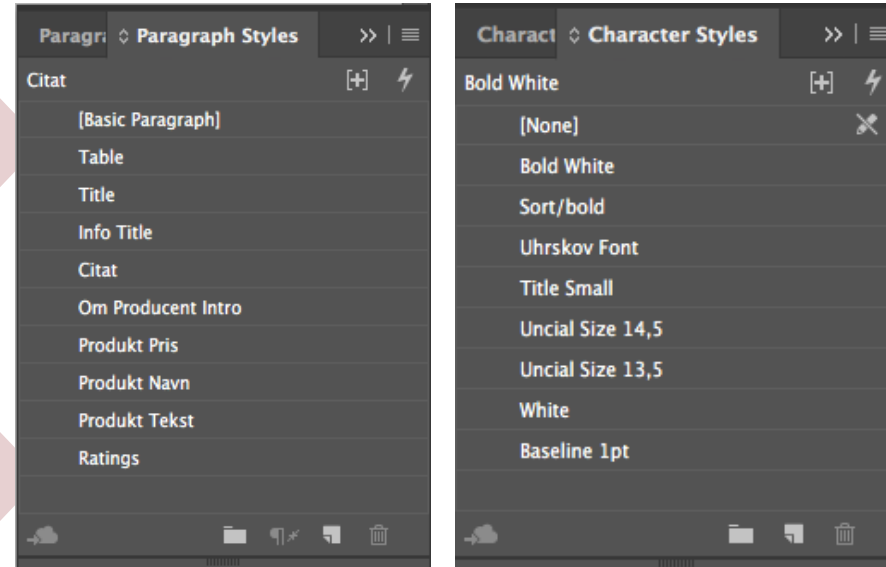 Paragr
Paragraph Styles
Citat
[Basic Paragraph]
Table
Title
Info Title
Citat
Om Producent Intro
Produkt Pris
Produkt Navn
Produkt Tekst
Ratings
Charact
Character Styles
Bold White
[None]
Bold White
Sort/bold
Uhrskov Font
Title Small
Uncial Size 14,5
Uncial Size 13,5
White
Baseline 1pt